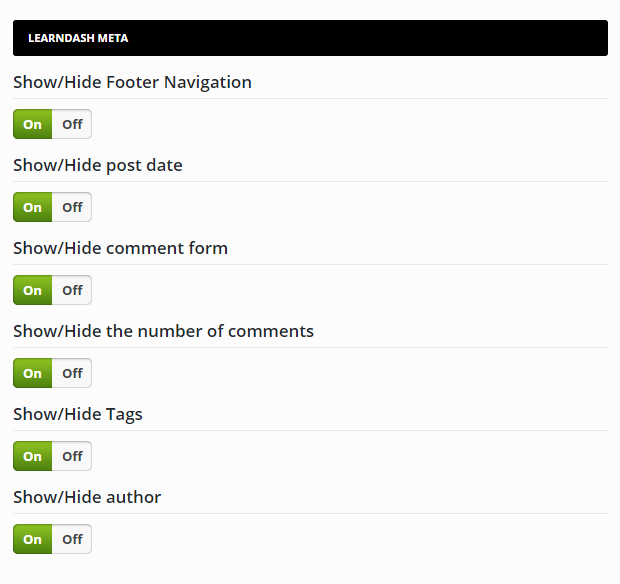 LEARNDASH META
Show/Hide Footer Navigation
On Off
Show/Hide post date
On Off
Show/Hide comment form
On Off
Show/Hide the number of comments
On Off
Show/Hide Tags
On Off
Show/Hide author
On Off